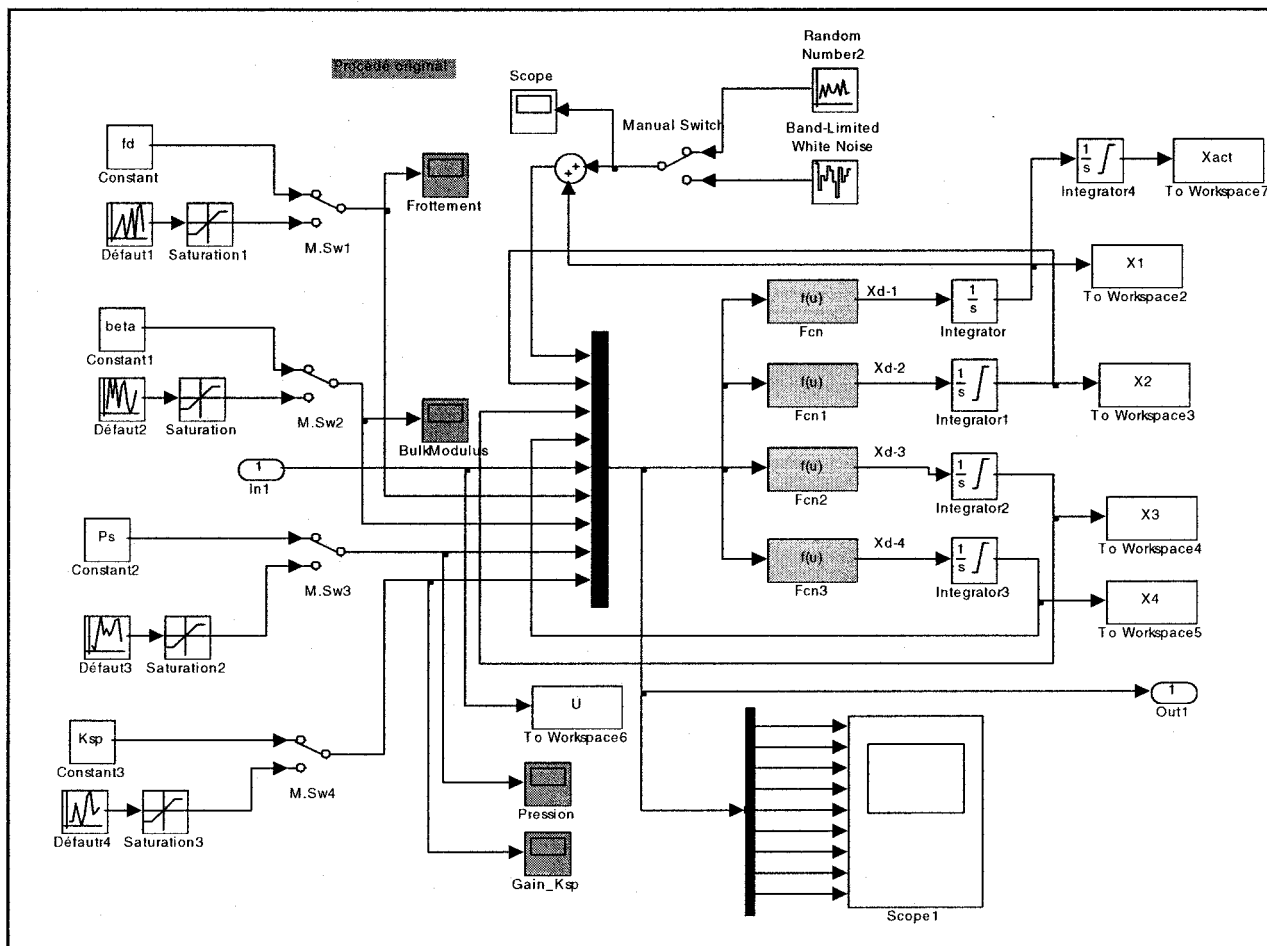 Procédé original
Random
Number2
Scope
Manual Switch
Band-Limited
White Noise
fd
Constant
Frottement
1
s
Integrator4
Xact
To Workspace7
Défaut1
Saturation1
M.Sw1
X1
To Workspace2
f(u)
Xd-1
Fcn
1
s
Integrator
beta
Constant1
f(u)
Xd-2
Fcn1
1
s
Integrator1
X2
To Workspace3
Défaut2
Saturation
M.Sw2
BulkModulus
1
In1
f(u)
Xd-3
Fcn2
1
s
Integrator2
X3
To Workspace4
Ps
Constant2
M.Sw3
f(u)
Xd-4
Fcn3
1
s
Integrator3
X4
To Workspace5
Défaut3
Saturation2
U
To Workspace6
1
Out1
Ksp
Constant3
M.Sw4
Défautr4
Saturation3
Pression
Gain_Ksp
Scope1